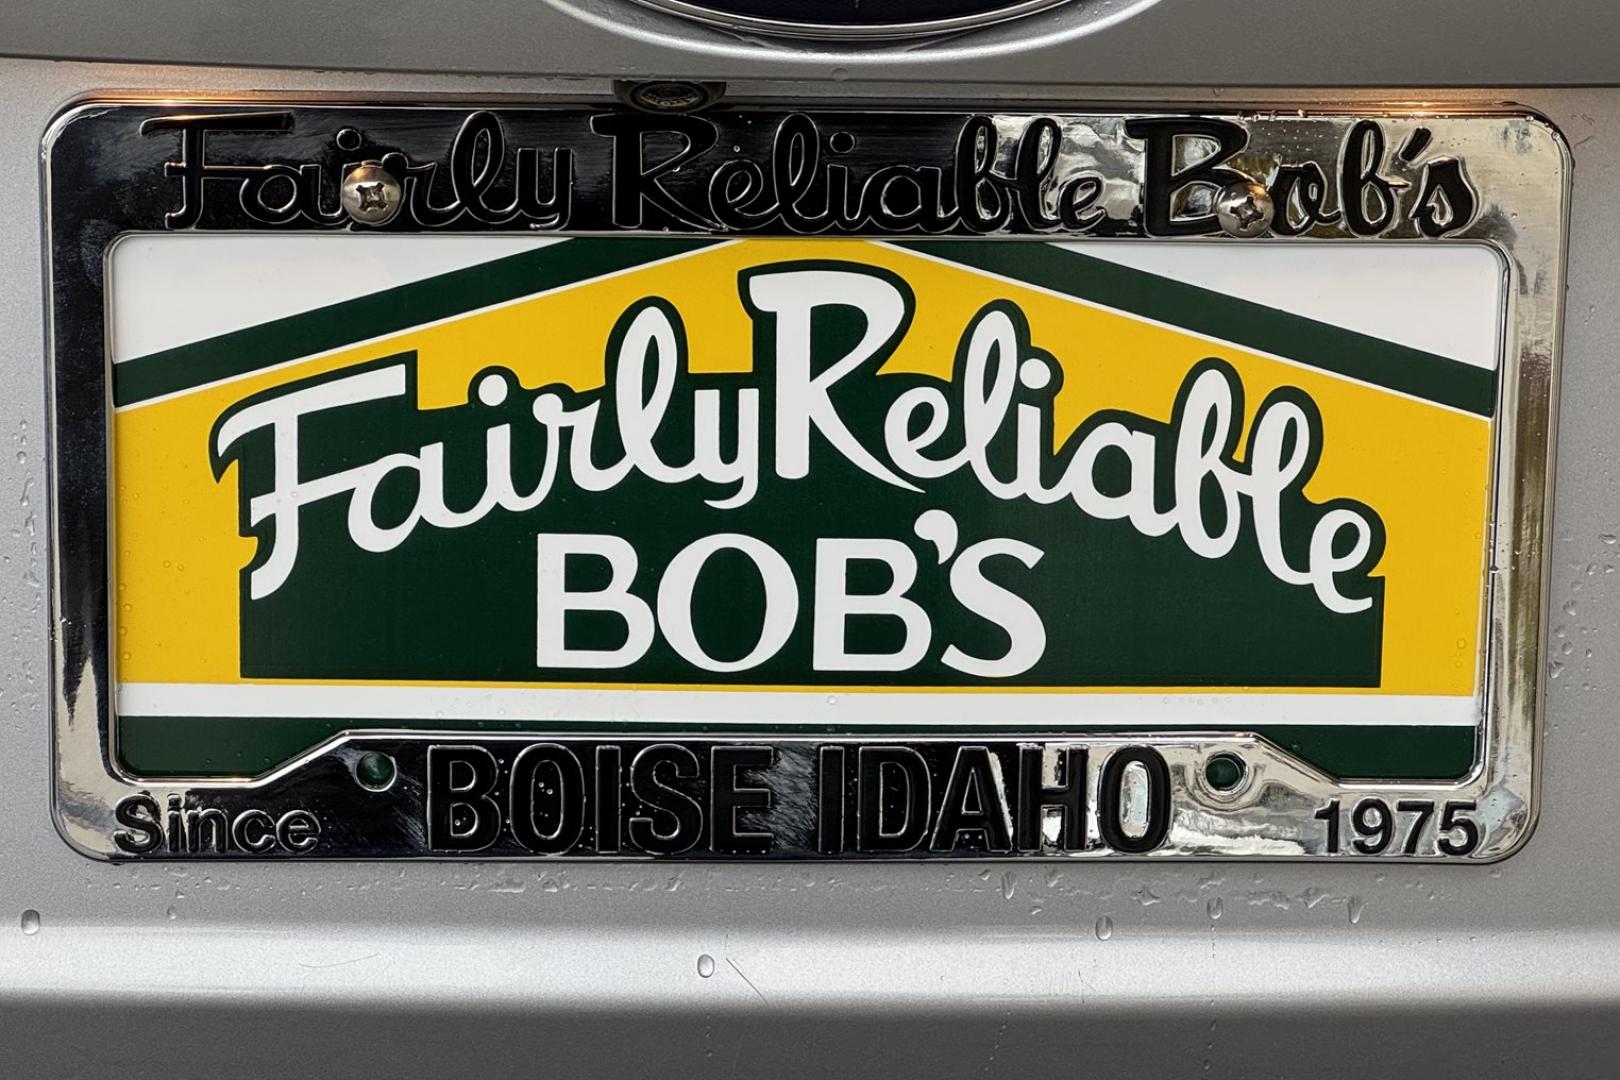 Fairly Reliable Bob's
Fairly Reliable
BOB'S
BOISE IDAHO
Since 1975